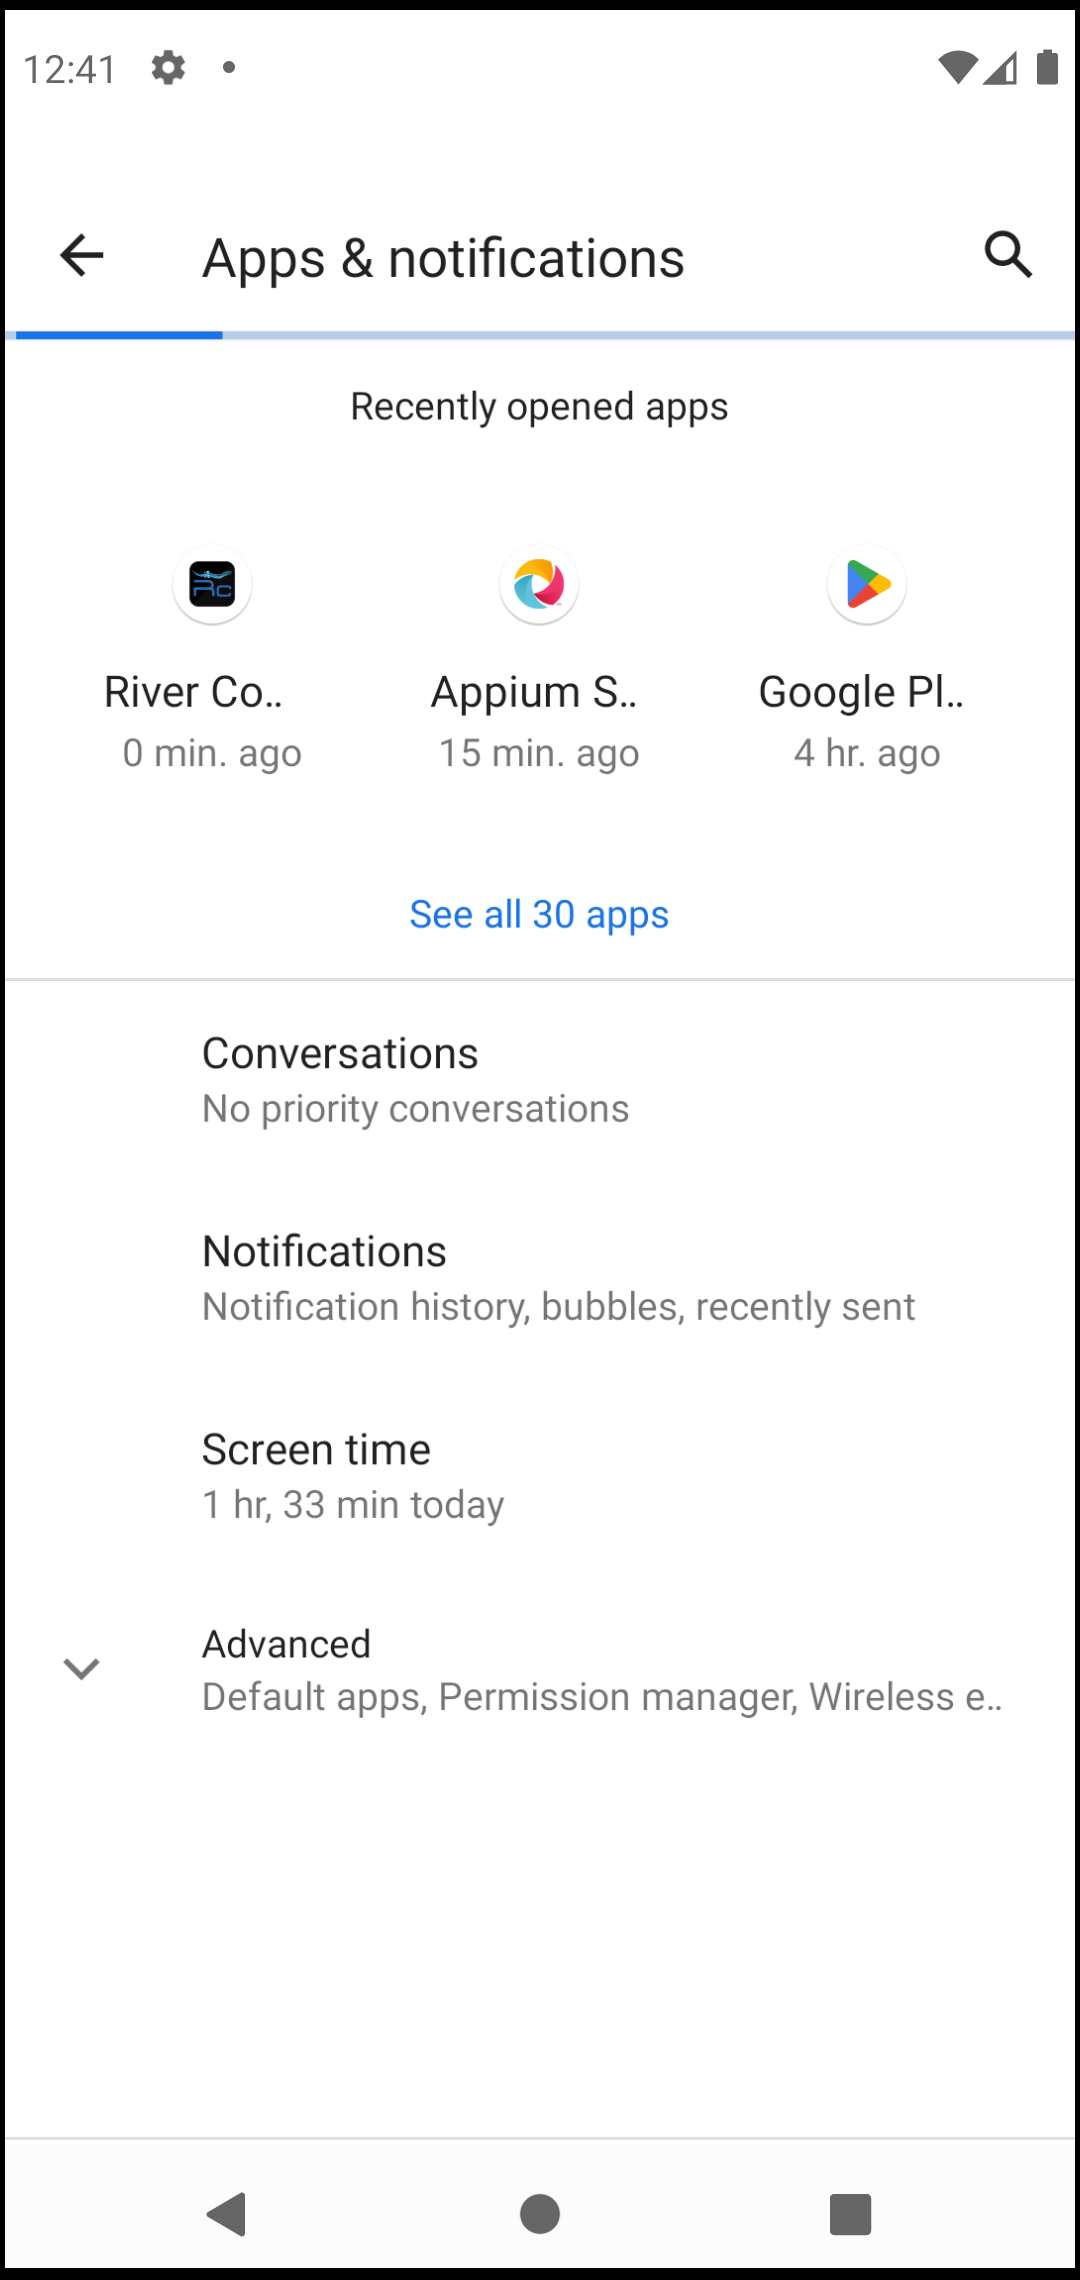 12:41
Apps & notifications
Recently opened apps
River Co..
Appium S..
Google Pl..
0 min. ago
15 min. ago
4 hr. ago
See all 30 apps
Conversations
No priority conversations
Notifications
Notification history, bubbles, recently sent
Screen time
1 hr, 33 min today
Advanced
Default apps, Permission manager, Wireless e..